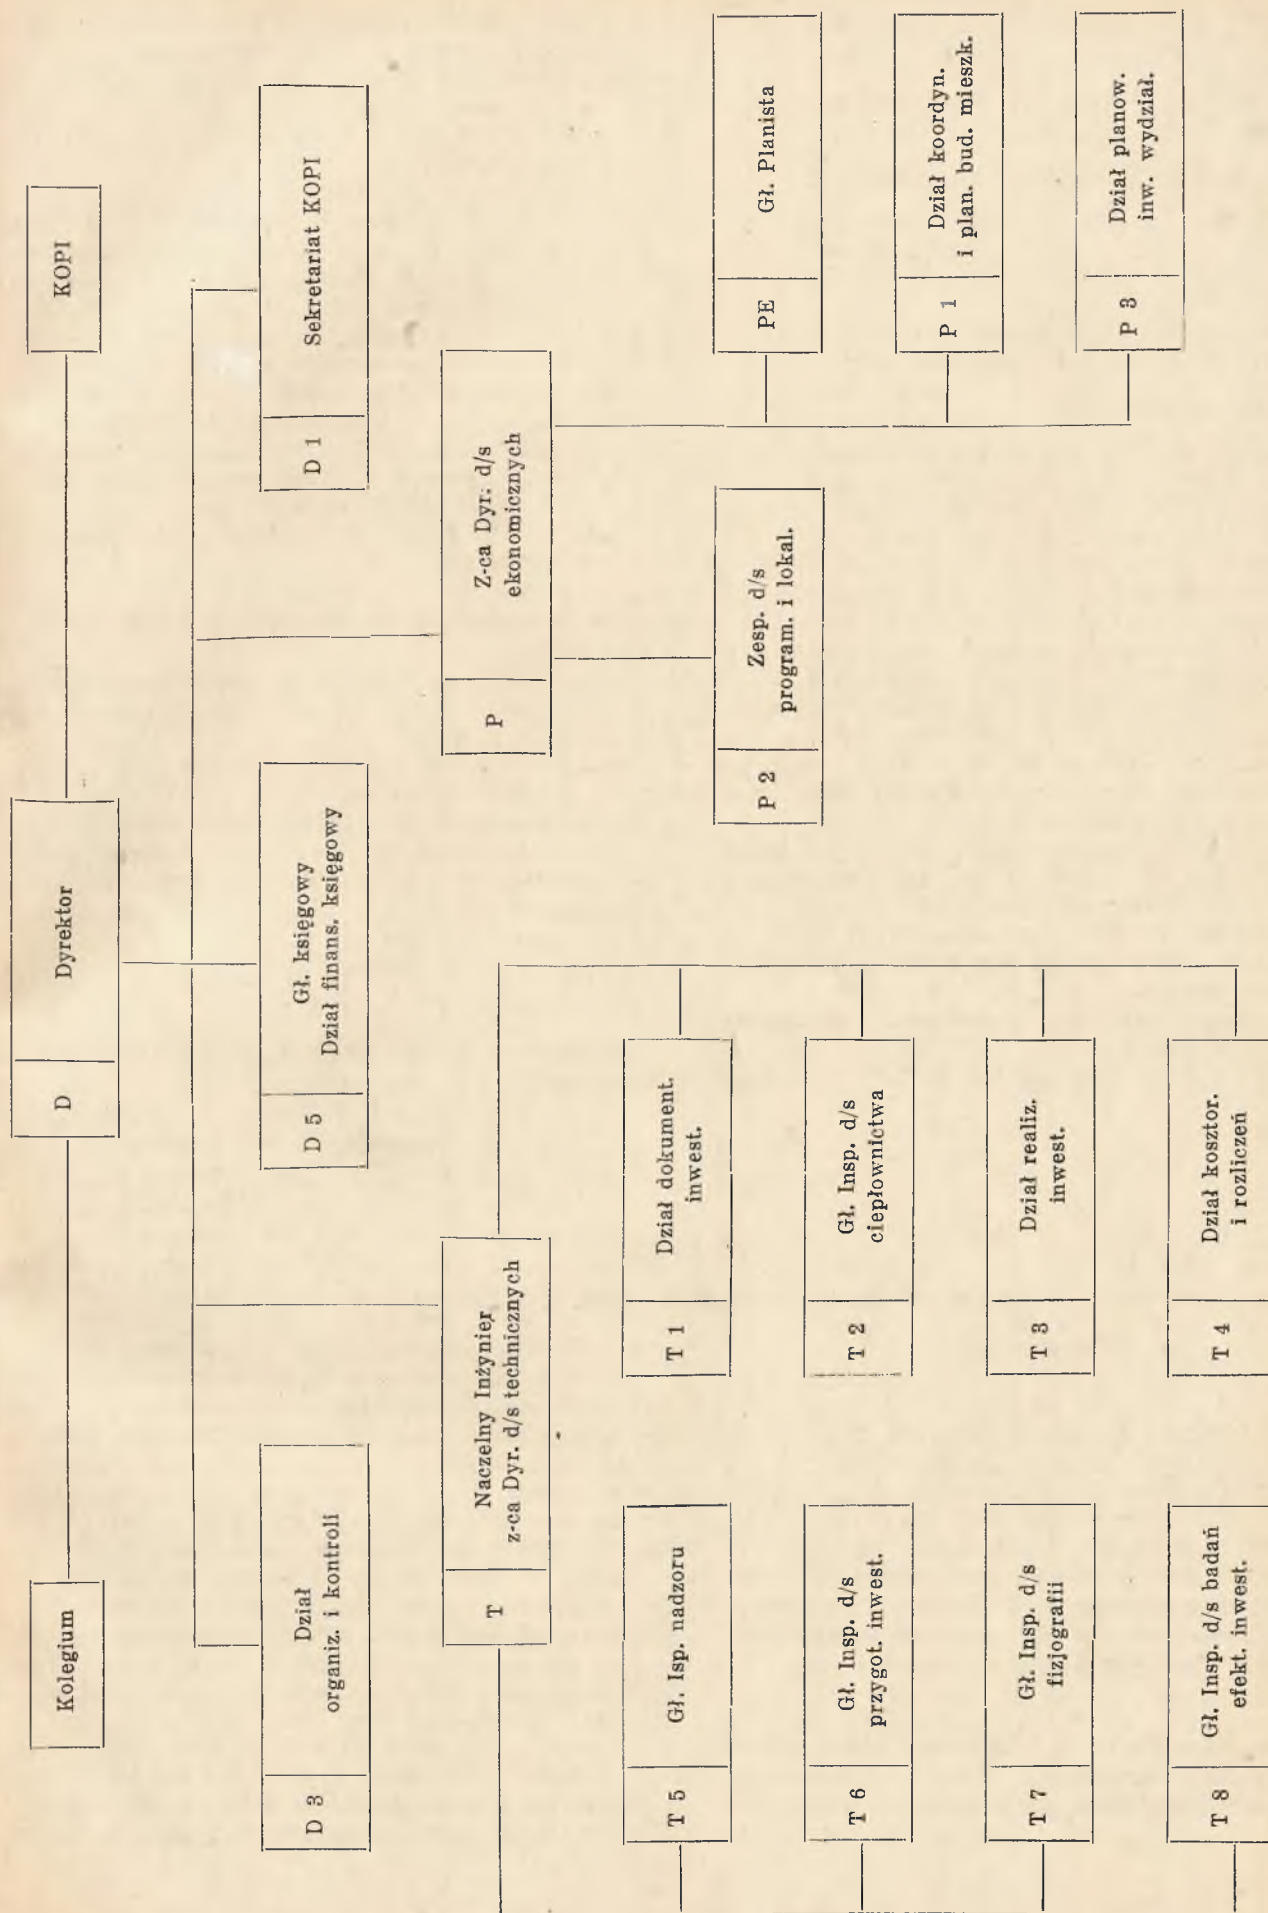 Kolegium
D
Dyrektor
KOPI
D 3
Dział
organiz. i kontroli
D 5
Gł. księgowy
Dział finans. księgowy
D 1
Sekretariat KOPI
T
Naczelny Inżynier
z-ca Dyr. d/s technicznych
P
Z-ca Dyr. d/s
ekonomicznych
T 5
Gł. Isp. nadzoru
T 1
Dział dokument.
inwest.
P 2
Zesp. d/s
program. i lokal.
PE
Gł. Planista
T 6
Gł. Insp. d/s
przygot. inwest.
T 2
Gł. Insp. d/s
ciepłownictwa
P 1
Dział koordyn.
i plan. bud. mieszk.
T 7
Gł. Insp. d/s
fizjografii
T 3
Dział realiz.
inwest.
P 3
Dział planow.
inw. wydział.
T 8
Gł. Insp. d/s badań
efekt. inwest.
T 4
Dział kosztor.
i rozliczeń